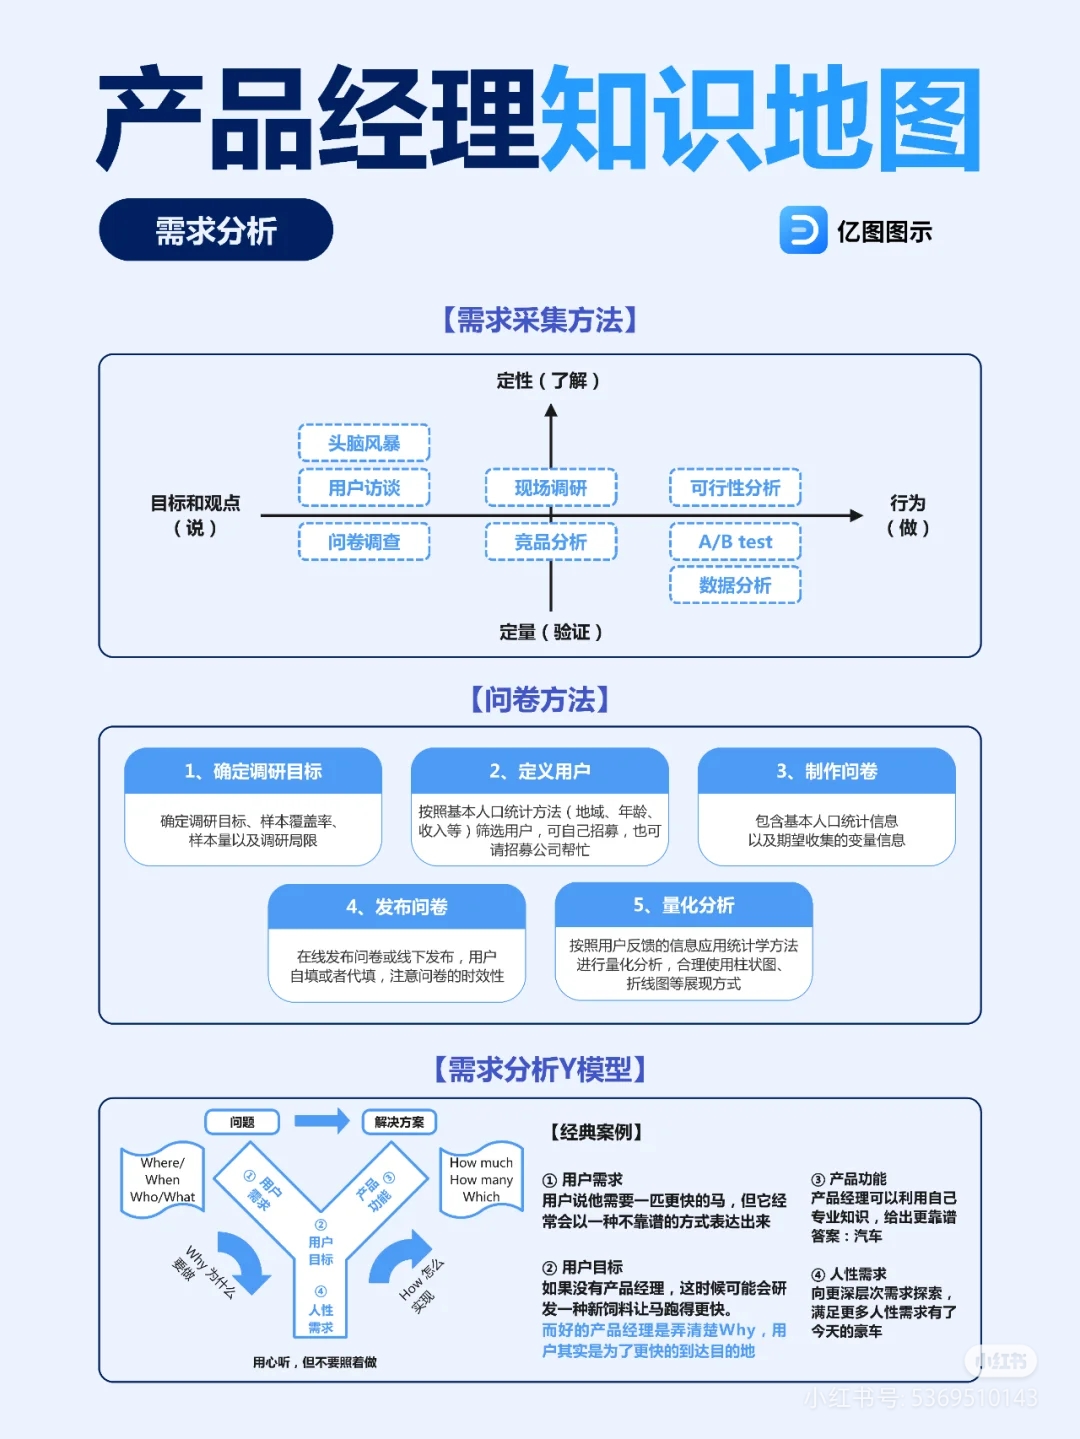 产品经理知识地图
需求分析
亿图图示
【需求采集方法】
定性（了解）
头脑风暴
用户访谈
现场调研
可行性分析
目标和观点
（说）
行为
（做）
问卷调查
竞品分析
A/B test
数据分析
定量（验证）
【问卷方法】
1、确定调研目标
确定调研目标、样本覆盖率、
样本量以及调研局限
2、定义用户
按照基本人口统计方法（地域、年龄、
收入等）筛选用户，可自己招募，也可
请招募公司帮忙
3、制作问卷
包含基本人口统计信息
以及期望收集的变量信息
4、发布问卷
在线发布问卷或线下发布，用户
自填或者代填，注意问卷的时效性
5、量化分析
按照用户反馈的信息应用统计学方法
进行量化分析，合理使用柱状图、
折线图等展现方式
【需求分析Y模型】
问题
解决方案
Where/
When
Who/What
How much
How many
Which
① 用户
需求
产品 ③
功能
②
用户
目标
④
人性
需求
Why 为什么
要做
How 怎么
实现
用心听，但不要照着做
【经典案例】
① 用户需求
用户说他需要一匹更快的马，但它经
常会以一种不靠谱的方式表达出来
② 用户目标
如果没有产品经理，这时候可能会研
发一种新饲料让马跑得更快。
而好的产品经理是弄清楚Why，用
户其实是为了更快的到达目的地
③ 产品功能
产品经理可以利用自己
专业知识，给出更靠谱
答案：汽车
④ 人性需求
向更深层次需求探索，
满足更多人性需求有了
今天的豪车
小红书
小红书号: 5369510143